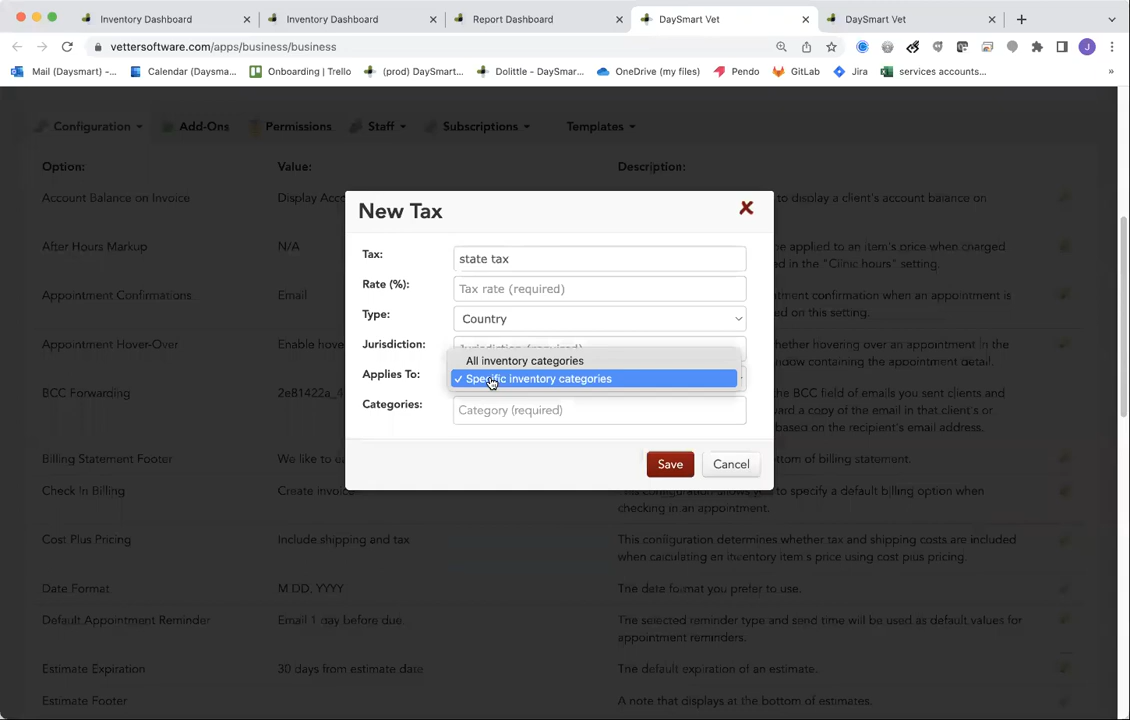 Inventory Dashboard
Inventory Dashboard
Report Dashboard
DaySmart Vet
DaySmart Vet
vettersoftware.com/apps/business/business
J
Mail (Daysmart) –...
Calendar (Daysma...
Onboarding | Trello
(prod) DaySmart...
Dolittle - DaySmar...
OneDrive (my files)
Pendo
GitLab
Jira
services accounts...
»
Configuration
Add-Ons
Permissions
Staff
Subscriptions
Templates
Option: Value: Description:
Account Balance on Invoice Display Acco to display a client's account balance on
After Hours Markup N/A be applied to an item's price when charged
ed in the "Clinic hours" setting.
Appointment Confirmations Email ntment confirmation when an appointment is
d on this setting.
Appointment Hover-Over Enable hove whether hovering over an appointment in the
window containing the appointment detail.
BCC Forwarding 2e81422a_4 the BCC field of emails you sent clients and
ard a copy of the email in that client's or
based on the recipient's email address.
Billing Statement Footer We like to ea ottom of billing statement.
Check In Billing Create invoice This configuration allows you to specify a default billing option when
checking in an appointment.
Cost Plus Pricing Include shipping and tax This configuration determines whether tax and shipping costs are included
when calculating an inventory item's price using cost plus pricing.
Date Format M DD, YYYY The date format you prefer to use.
Default Appointment Reminder Email 1 day before due The selected reminder type and send time will be used as default values for
appointment reminders.
Estimate Expiration 30 days from estimate date The default expiration of an estimate.
Estimate Footer A note that displays at the bottom of estimates.
New Tax
Tax: state tax
Rate (%): Tax rate (required)
Type: Country
Jurisdiction: Jurisdiction (required)
All inventory categories
Applies To: ✓ Specific inventory categories
Categories: Category (required)
Save Cancel